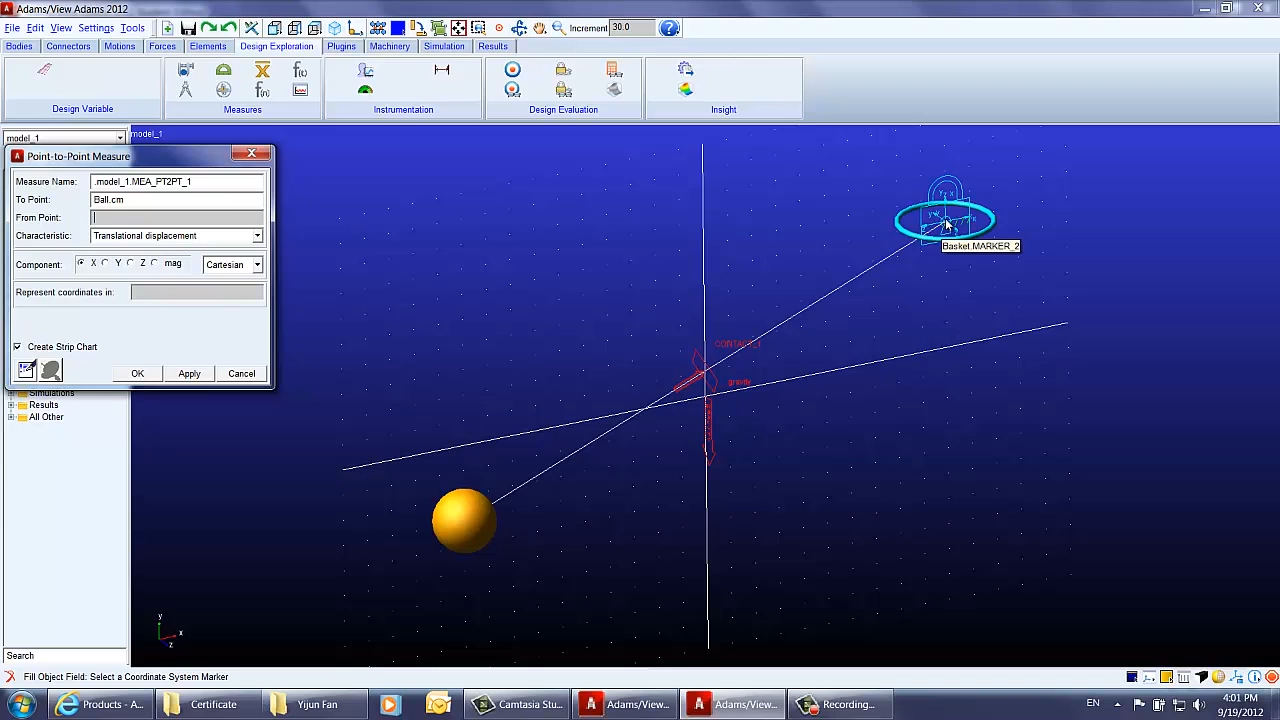 Adams/View Adams 2012
File Edit View Settings Tools
Increment 30.0
Bodies Connectors Motions Forces Elements Design Exploration Plugins Machinery Simulation Results
Design Variable Measures Instrumentation Design Evaluation Insight
model_1
model_1
Point-to-Point Measure
Measure Name: .model_1.MEA_PT2PT_1
To Point: Ball.cm
From Point:
Characteristic: Translational displacement
Component: X Y Z mag Cartesian
Represent coordinates in:
Create Strip Chart
OK Apply Cancel
Simulations
Results
All Other
Basket.MARKER_2
CONTACT_1
gravity
y
x
z
Search
Fill Object Field: Select a Coordinate System Marker
Products - A... Certificate Yijun Fan Camtasia Stu... Adams/View... Adams/View... Recording... EN 4:01 PM
9/19/2012